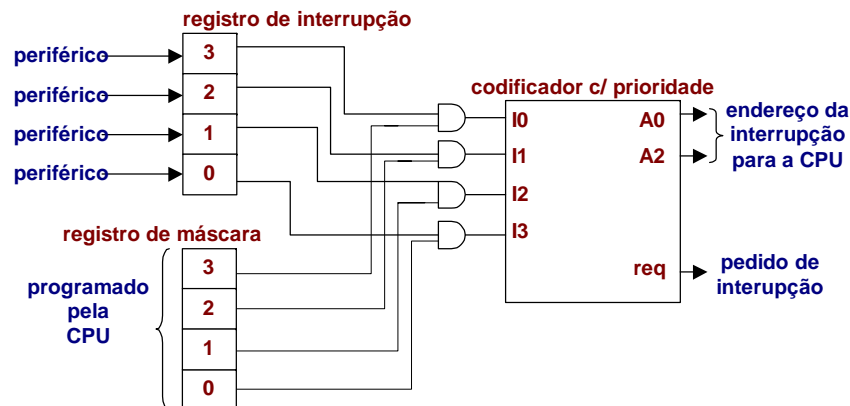 registro de interrupção
periférico
3
periférico
2
periférico
1
periférico
0
codificador c/ prioridade
I0
A0
I1
A2
I2
I3
req
endereço da
interrupção
para a CPU
pedido de
interupção
registro de máscara
programado
pela
CPU
3
2
1
0